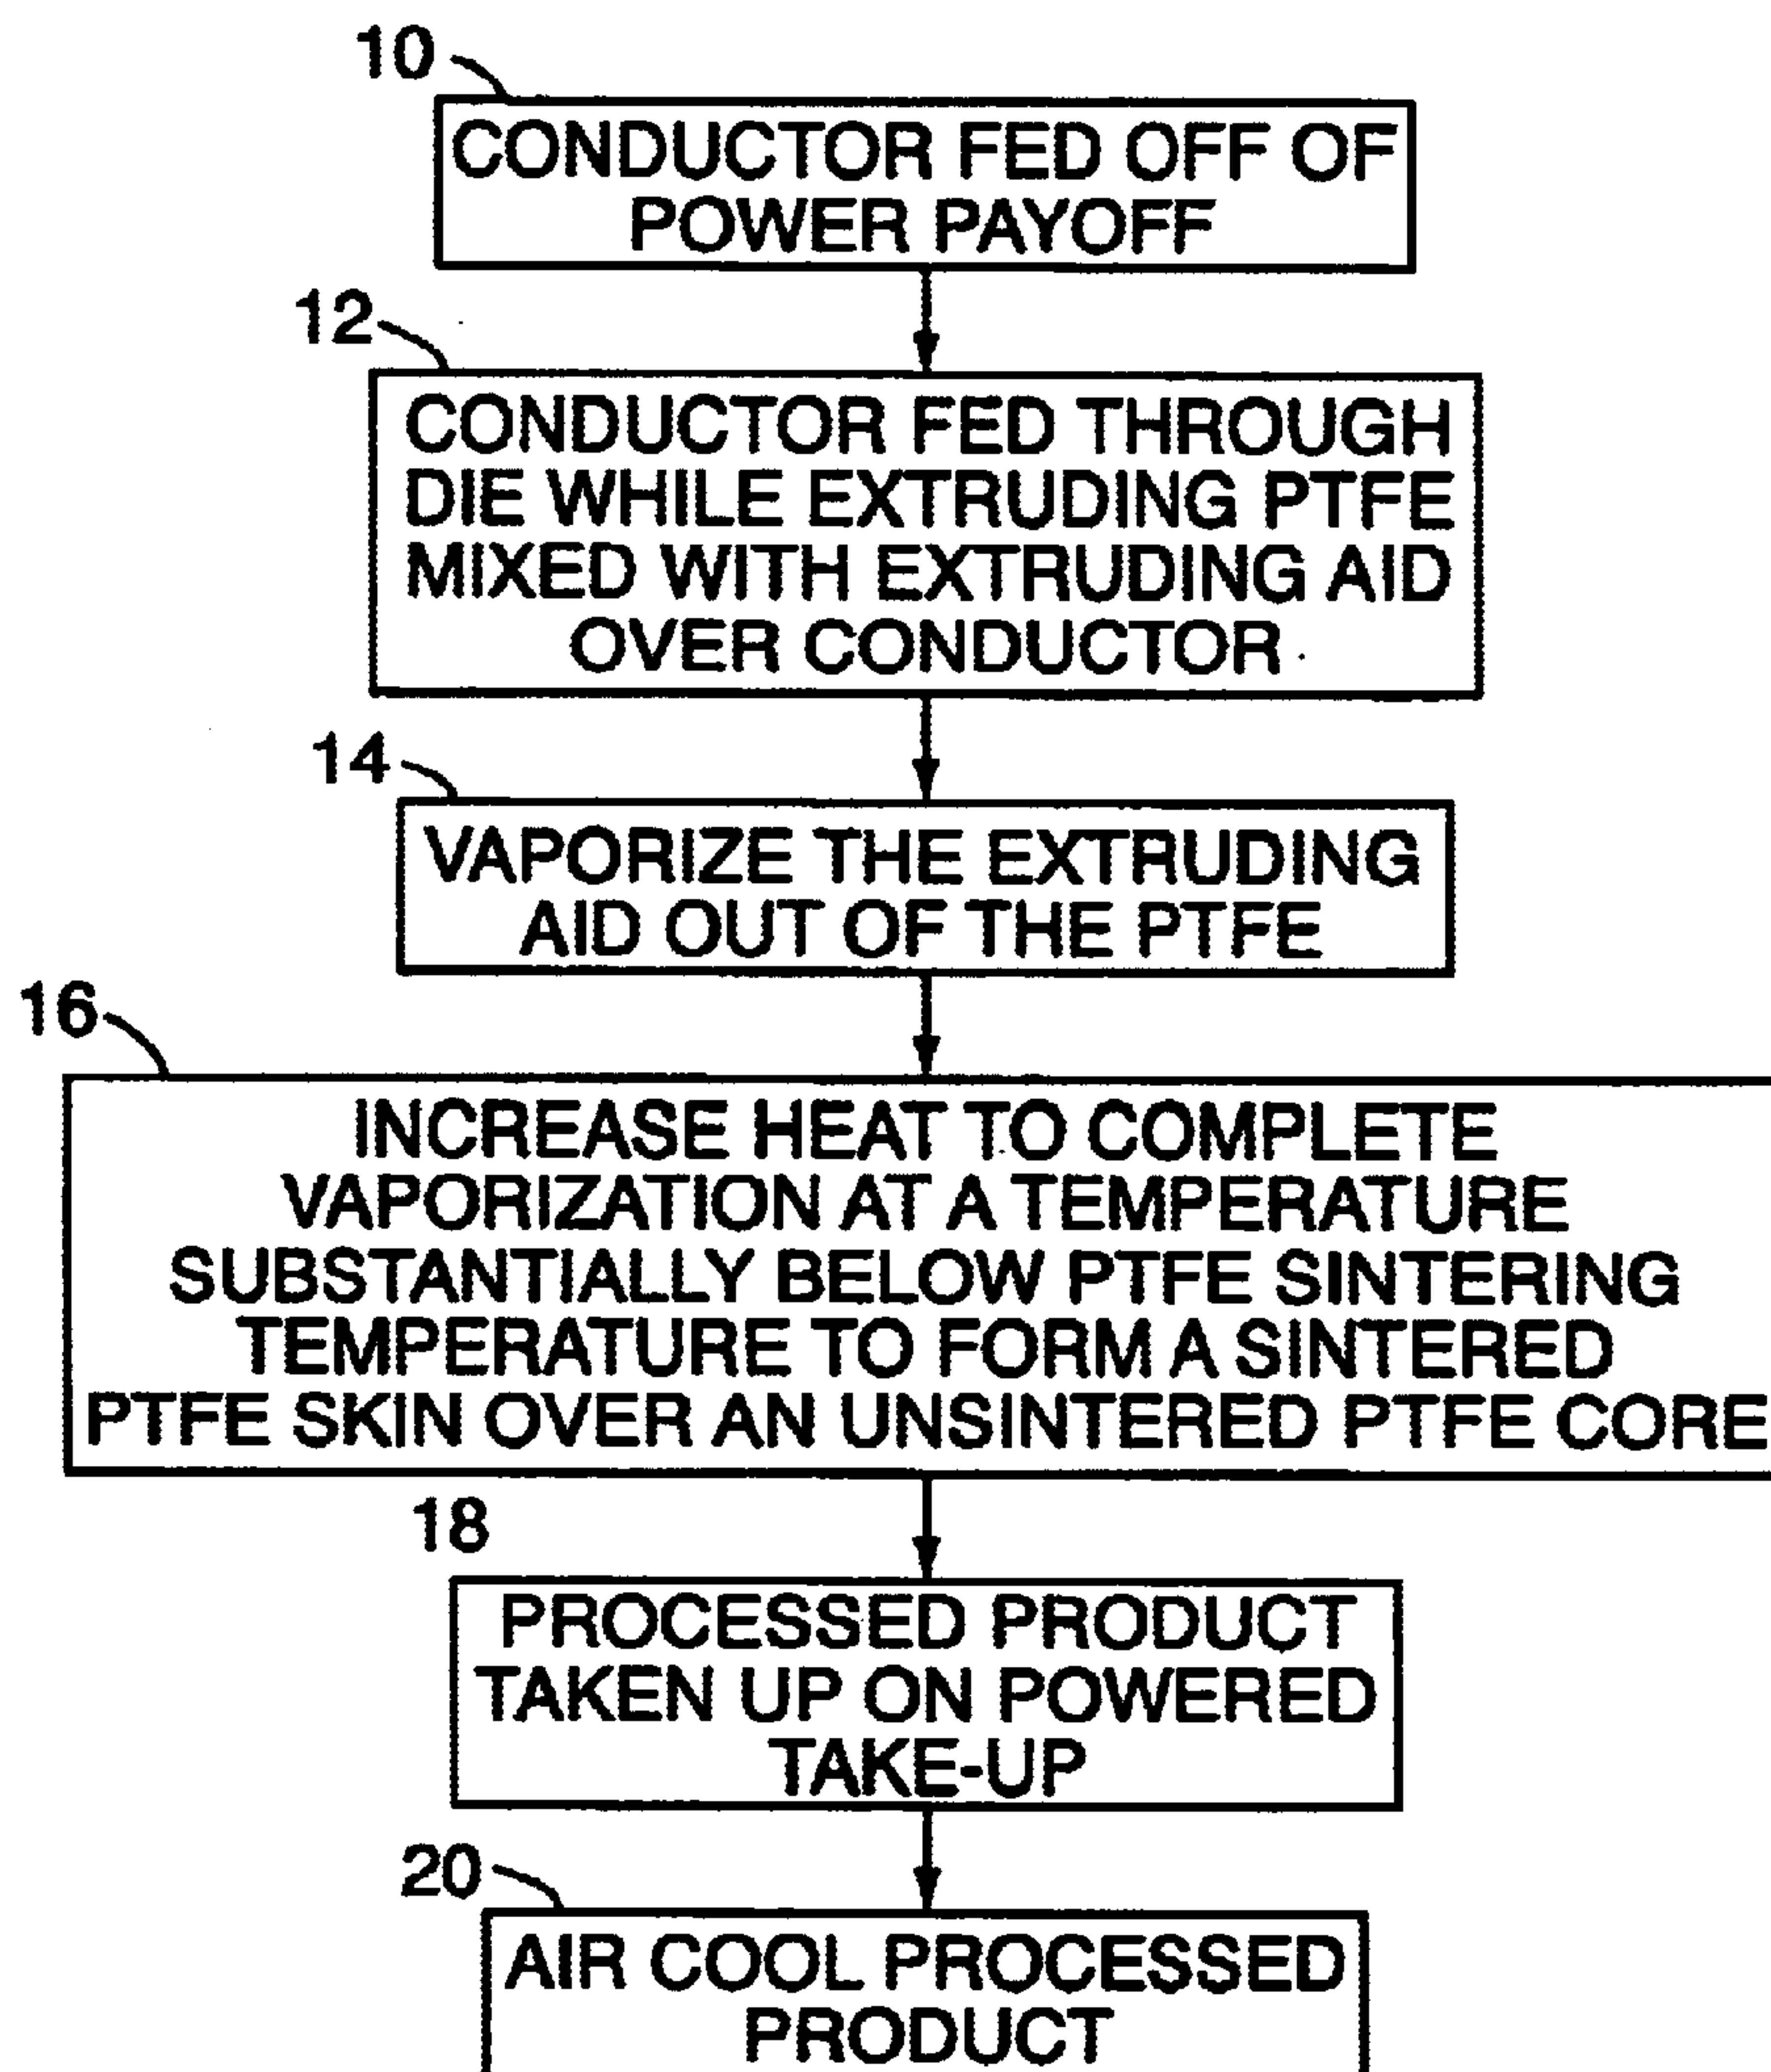 10
CONDUCTOR FED OFF OF
POWER PAYOFF
12
CONDUCTOR FED THROUGH
DIE WHILE EXTRUDING PTFE
MIXED WITH EXTRUDING AID
OVER CONDUCTOR
14
VAPORIZE THE EXTRUDING
AID OUT OF THE PTFE
16
INCREASE HEAT TO COMPLETE
VAPORIZATION AT A TEMPERATURE
SUBSTANTIALLY BELOW PTFE SINTERING
TEMPERATURE TO FORM A SINTERED
PTFE SKIN OVER AN UNSINTERED PTFE CORE
18
PROCESSED PRODUCT
TAKEN UP ON POWERED
TAKE-UP
20
AIR COOL PROCESSED
PRODUCT